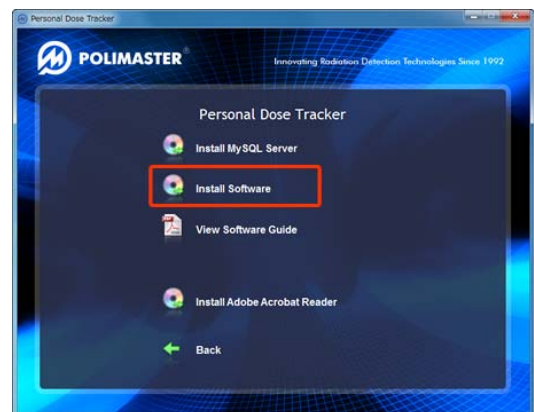 Personal Dose Tracker
POLIMASTER®
Innovating Radiation Detection Technologies Since 1992
Personal Dose Tracker
Install MySQL Server
Install Software
View Software Guide
Install Adobe Acrobat Reader
Back